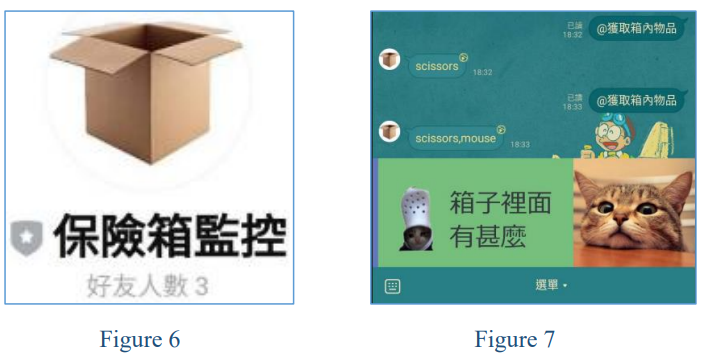 保險箱監控
好友人數 3
Figure 6
已讀
18:32
@獲取箱內物品
scissors
18:32
已讀
18:33
@獲取箱內物品
scissors,mouse
18:33
箱子裡面
有甚麼
選單
Figure 7